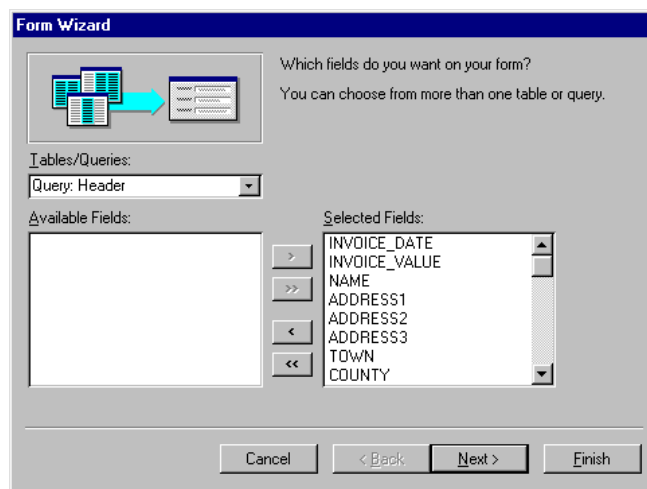 Form Wizard
Which fields do you want on your form?
You can choose from more than one table or query.
Tables/Queries:
Query: Header
Available Fields:
Selected Fields:
INVOICE_DATE
INVOICE_VALUE
NAME
ADDRESS1
ADDRESS2
ADDRESS3
TOWN
COUNTY
>
>>
<
<<
Cancel
< Back
Next >
Finish